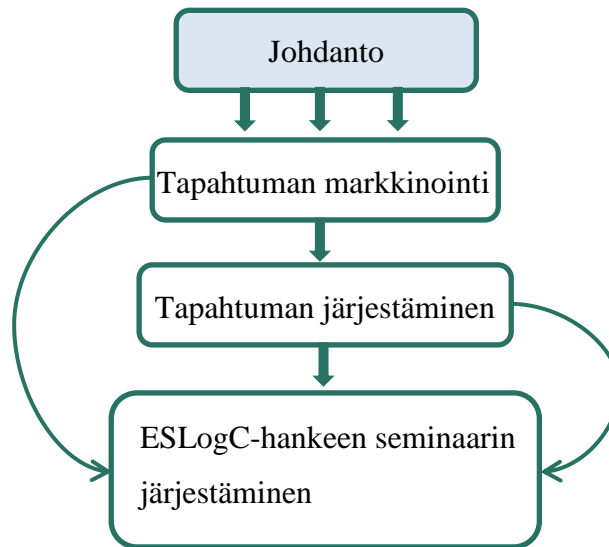 Johdanto
Tapahtuman markkinointi
Tapahtuman järjestäminen
ESLogC-hankeen seminaarin
järjestäminen